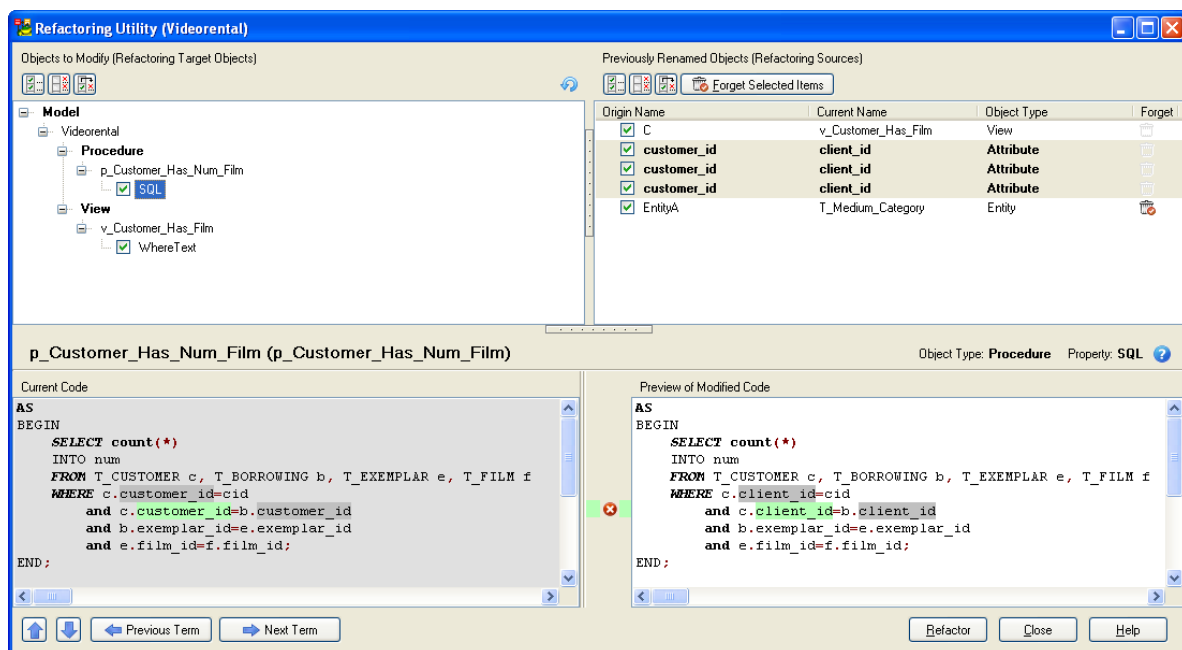 Refactoring Utility (Videorental)
Objects to Modify (Refactoring Target Objects)
Model
Videorental
Procedure
p_Customer_Has_Num_Film
SQL
View
v_Customer_Has_Film
WhereText
Previously Renamed Objects (Refactoring Sources)
Forget Selected Items
Origin Name Current Name Object Type Forget
C v_Customer_Has_Film View
customer_id client_id Attribute
customer_id client_id Attribute
customer_id client_id Attribute
EntityA T_Medium_Category Entity
p_Customer_Has_Num_Film (p_Customer_Has_Num_Film)
Object Type: Procedure Property: SQL ?
Current Code
AS
BEGIN
SELECT count(*)
INTO num
FROM T_CUSTOMER c, T_BORROWING b, T_EXEMPLAR e, T_FILM f
WHERE c.customer_id=cid
and c.customer_id=b.customer_id
and b.exemplar_id=e.exemplar_id
and e.film_id=f.film_id;
END;
Preview of Modified Code
AS
BEGIN
SELECT count(*)
INTO num
FROM T_CUSTOMER c, T_BORROWING b, T_EXEMPLAR e, T_FILM f
WHERE c.client_id=cid
and c.client_id=b.client_id
and b.exemplar_id=e.exemplar_id
and e.film_id=f.film_id;
END;
Previous Term Next Term Refactor Close Help